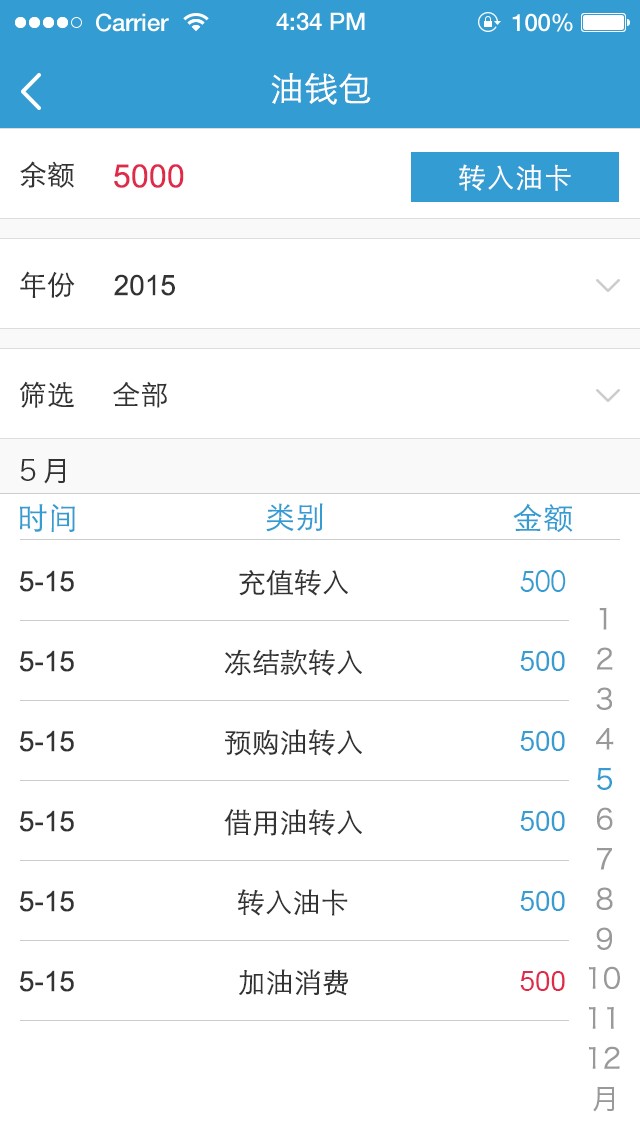 Carrier 4:34 PM 100%
油钱包
余额 5000 转入油卡
年份 2015
筛选 全部
5月
时间 类别 金额
5-15 充值转入 500
5-15 冻结款转入 500
5-15 预购油转入 500
5-15 借用油转入 500
5-15 转入油卡 500
5-15 加油消费 500
1
2
3
4
5
6
7
8
9
10
11
12
月